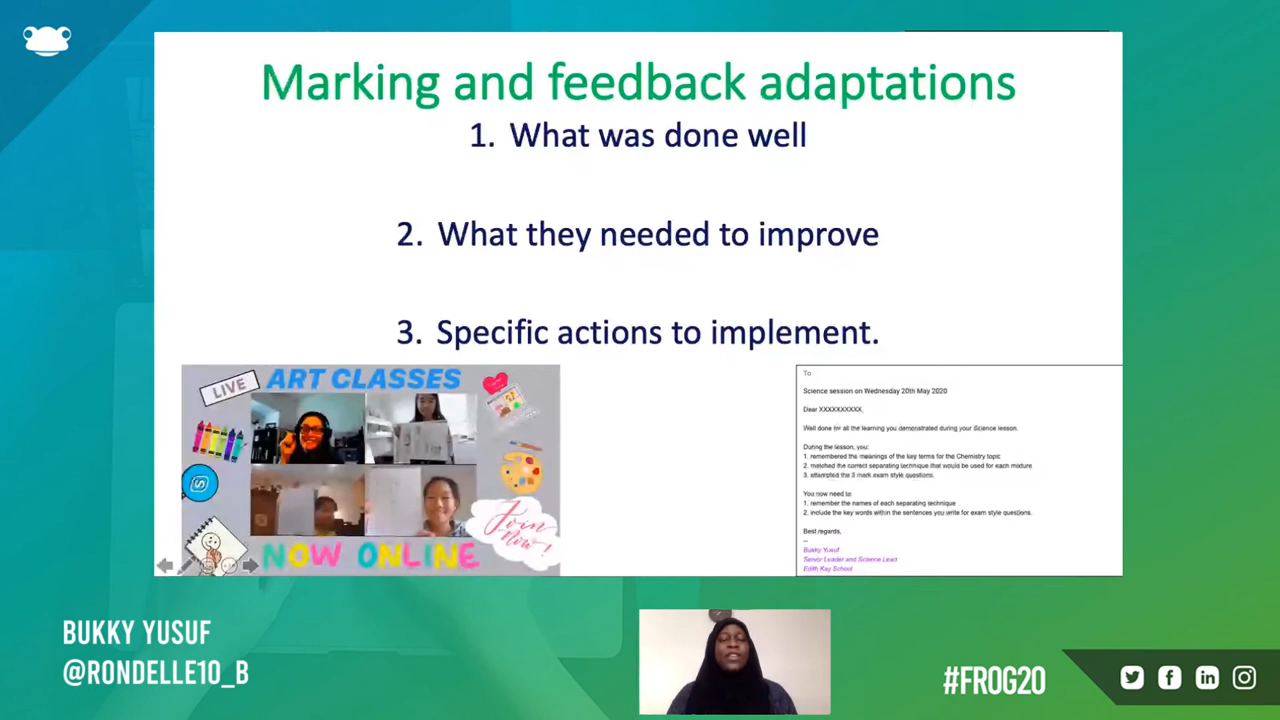 Marking and feedback adaptations
1. What was done well
2. What they needed to improve
3. Specific actions to implement.
LIVE ART CLASSES
Join Now!
NOW ONLINE
To
Science session on Wednesday 20th May 2020
Dear XXXXXXXXXX,
Well done for all the learning you demonstrated during your Science lesson.
During the lesson, you:
1. remembered the meanings of the key terms for the Chemistry topic
2. matched the correct separating technique that would be used for each mixture
3. attempted the 3 mark exam style questions.
You now need to:
1. remember the names of each separating technique
2. include the key words within the sentences you write for exam style questions.
Best regards,
--
Bukky Yusuf
Senior Leader and Science Lead
Edith Kay School
BUKKY YUSUF
@RONDELLE10_B
#FROG20